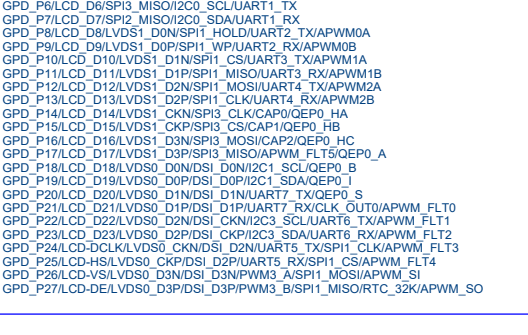 GPD_P6/LCD_D6/SPI3_MISO/I2C0_SCL/UART1_TX
GPD_P7/LCD_D7/SPI2_MISO/I2C0_SDA/UART1_RX
GPD_P8/LCD_D8/LVDS1_D0N/SPI1_HOLD/UART2_TX/APWM0A
GPD_P9/LCD_D9/LVDS1_D0P/SPI1_WP/UART2_RX/APWM0B
GPD_P10/LCD_D10/LVDS1_D1N/SPI1_CS/UART3_TX/APWM1A
GPD_P11/LCD_D11/LVDS1_D1P/SPI1_MISO/UART3_RX/APWM1B
GPD_P12/LCD_D12/LVDS1_D2N/SPI1_MOSI/UART4_TX/APWM2A
GPD_P13/LCD_D13/LVDS1_D2P/SPI1_CLK/UART4_RX/APWM2B
GPD_P14/LCD_D14/LVDS1_CKN/SPI3_CLK/CAP0/QEP0_HA
GPD_P15/LCD_D15/LVDS1_CKP/SPI3_CS/CAP1/QEP0_HB
GPD_P16/LCD_D16/LVDS1_D3N/SPI3_MOSI/CAP2/QEP0_HC
GPD_P17/LCD_D17/LVDS1_D3P/SPI3_MISO/APWM_FLT5/QEP0_A
GPD_P18/LCD_D18/LVDS0_D0N/DSI_D0N/I2C1_SCL/QEP0_B
GPD_P19/LCD_D19/LVDS0_D0P/DSI_D0P/I2C1_SDA/QEP0_I
GPD_P20/LCD_D20/LVDS0_D1N/DSI_D1N/UART7_TX/QEP0_S
GPD_P21/LCD_D21/LVDS0_D1P/DSI_D1P/UART7_RX/CLK_OUT0/APWM_FLT0
GPD_P22/LCD_D22/LVDS0_D2N/DSI_CKN/I2C3_SCL/UART6_TX/APWM_FLT1
GPD_P23/LCD_D23/LVDS0_D2P/DSI_CKP/I2C3_SDA/UART6_RX/APWM_FLT2
GPD_P24/LCD-DCLK/LVDS0_CKN/DSI_D2N/UART5_TX/SPI1_CLK/APWM_FLT3
GPD_P25/LCD-HS/LVDS0_CKP/DSI_D2P/UART5_RX/SPI1_CS/APWM_FLT4
GPD_P26/LCD-VS/LVDS0_D3N/DSI_D3N/PWM3_A/SPI1_MOSI/APWM_SI
GPD_P27/LCD-DE/LVDS0_D3P/DSI_D3P/PWM3_B/SPI1_MISO/RTC_32K/APWM_SO